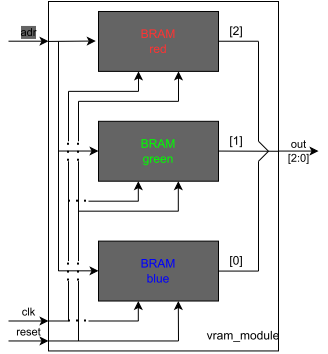 adr
BRAM
red
[2]
BRAM
green
[1]
out
[2:0]
BRAM
blue
[0]
clk
reset
vram_module